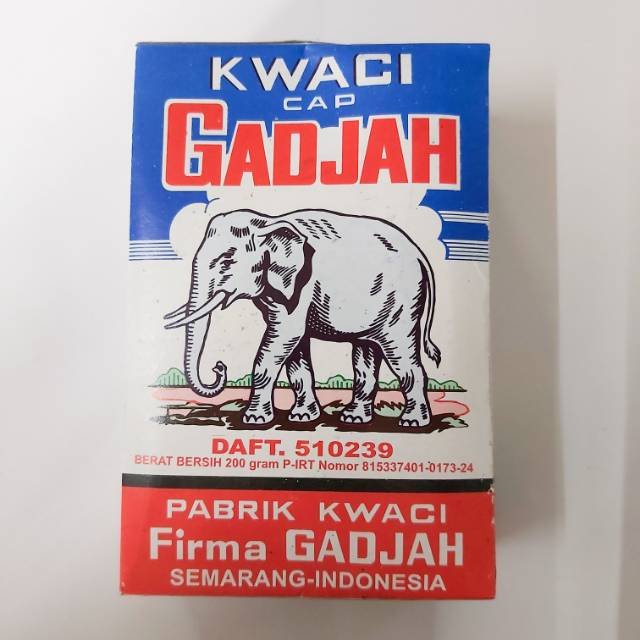 KWACI
CAP
GADJAH
DAFT. 510239
BERAT BERSIH 200 gram P-IRT Nomor 815337401-0173-24
PABRIK KWACI
Firma GADJAH
SEMARANG-INDONESIA